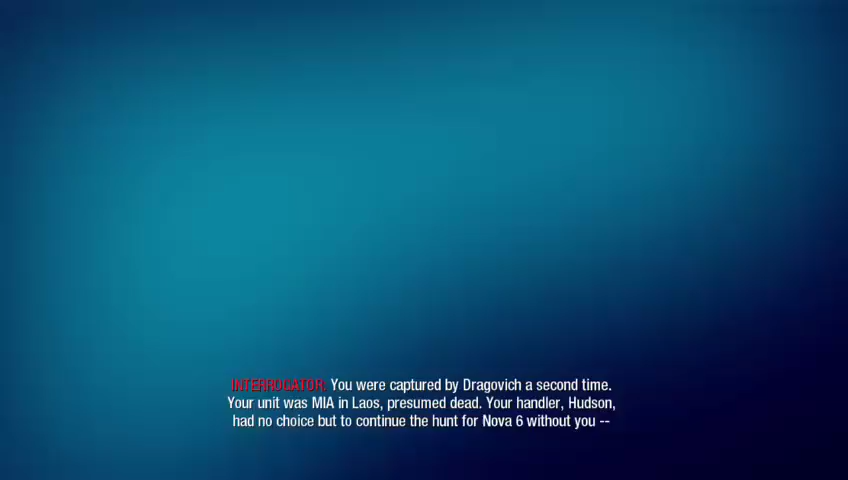 INTERROGATOR: You were captured by Dragovich a second time.
Your unit was MIA in Laos, presumed dead. Your handler, Hudson,
had no choice but to continue the hunt for Nova 6 without you --